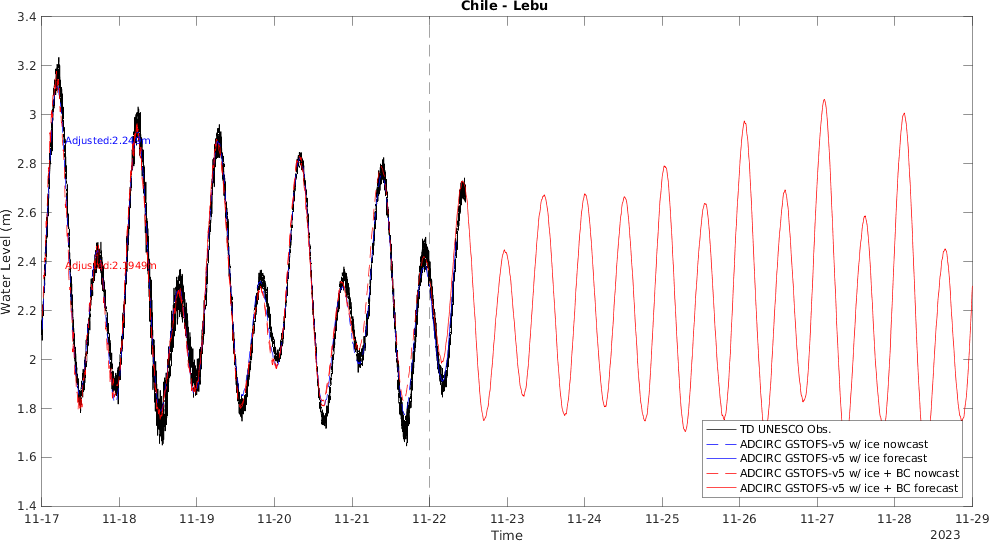 Chile - Lebu
3.4
3.2
3
2.8
2.6
2.4
2.2
2
1.8
1.6
1.4
Water Level (m)
Adjusted:2.1949m
11-17
11-18
11-19
11-20
11-21
11-22
11-23
11-24
11-25
11-26
11-27
11-28
11-29
Time
2023
TD UNESCO Obs.
ADCIRC GSTOFS-v5 w/ ice nowcast
ADCIRC GSTOFS-v5 w/ ice forecast
ADCIRC GSTOFS-v5 w/ ice + BC nowcast
ADCIRC GSTOFS-v5 w/ ice + BC forecast